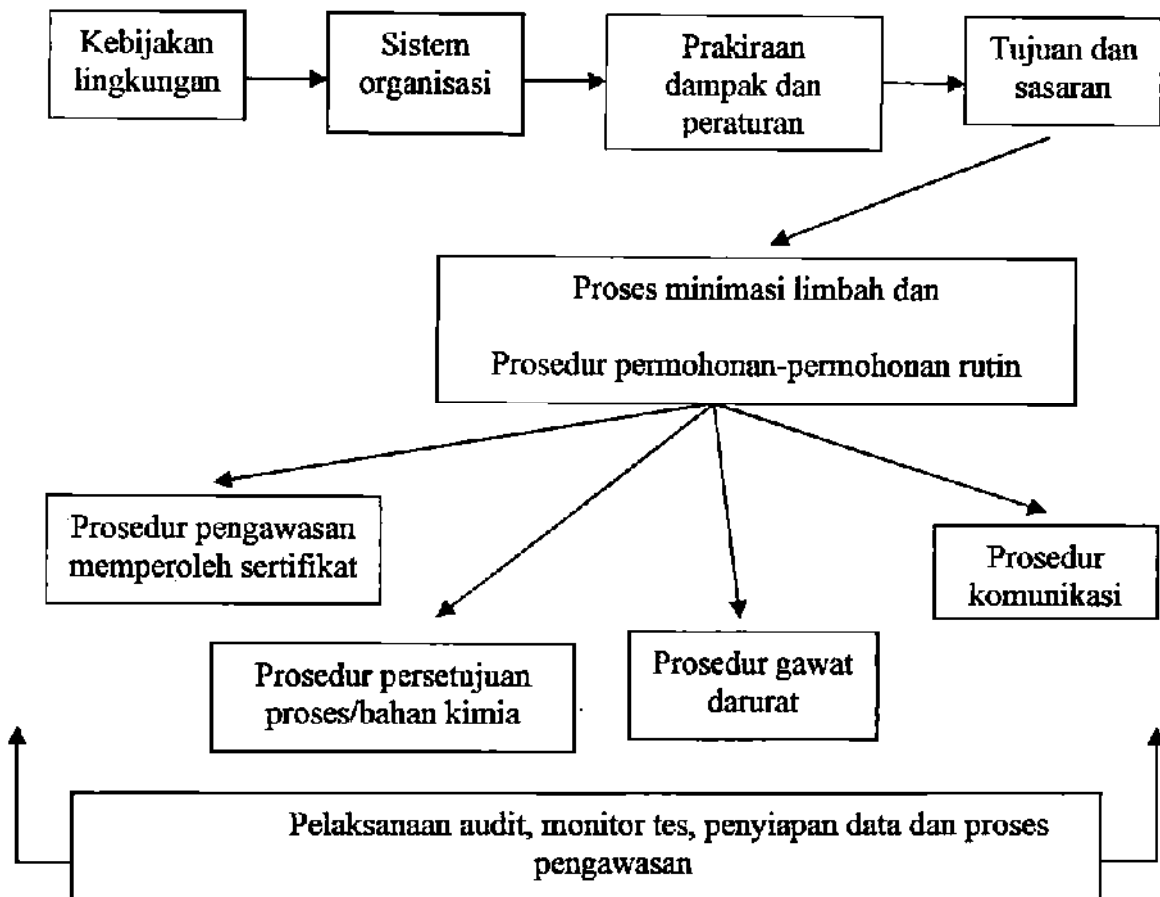 Kebijakan
lingkungan
Sistem
organisasi
Prakiraan
dampak dan
peraturan
Tujuan dan
sasaran
Proses minimasi limbah dan
Prosedur permohonan-permohonan rutin
Prosedur pengawasan
memperoleh sertifikat
Prosedur
komunikasi
Prosedur persetujuan
proses/bahan kimia
Prosedur gawat
darurat
Pelaksanaan audit, monitor tes, penyiapan data dan proses
pengawasan